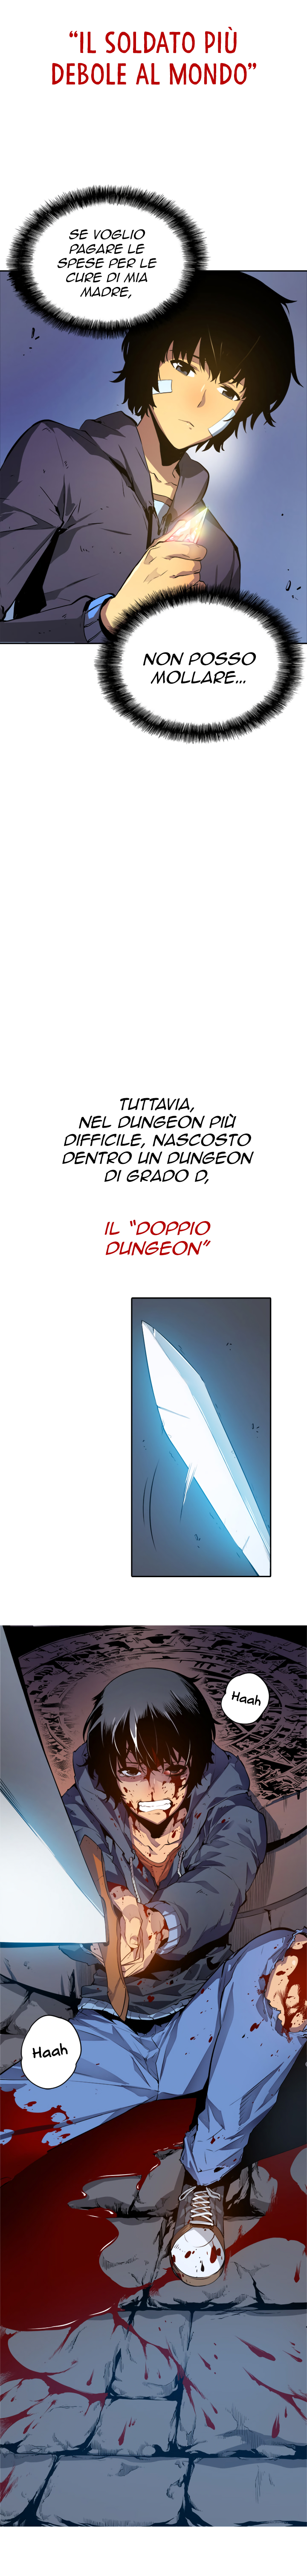 “IL SOLDATO PIÙ
DEBOLE AL MONDO”
SE VOGLIO
PAGARE LE
SPESE PER LE
CURE DI MIA
MADRE,
NON POSSO
MOLLARE...
TUTTAVIA,
NEL DUNGEON PIÙ
DIFFICILE, NASCOSTO
DENTRO UN DUNGEON
DI GRADO D,
IL “DOPPIO
DUNGEON”
Haah
Haah